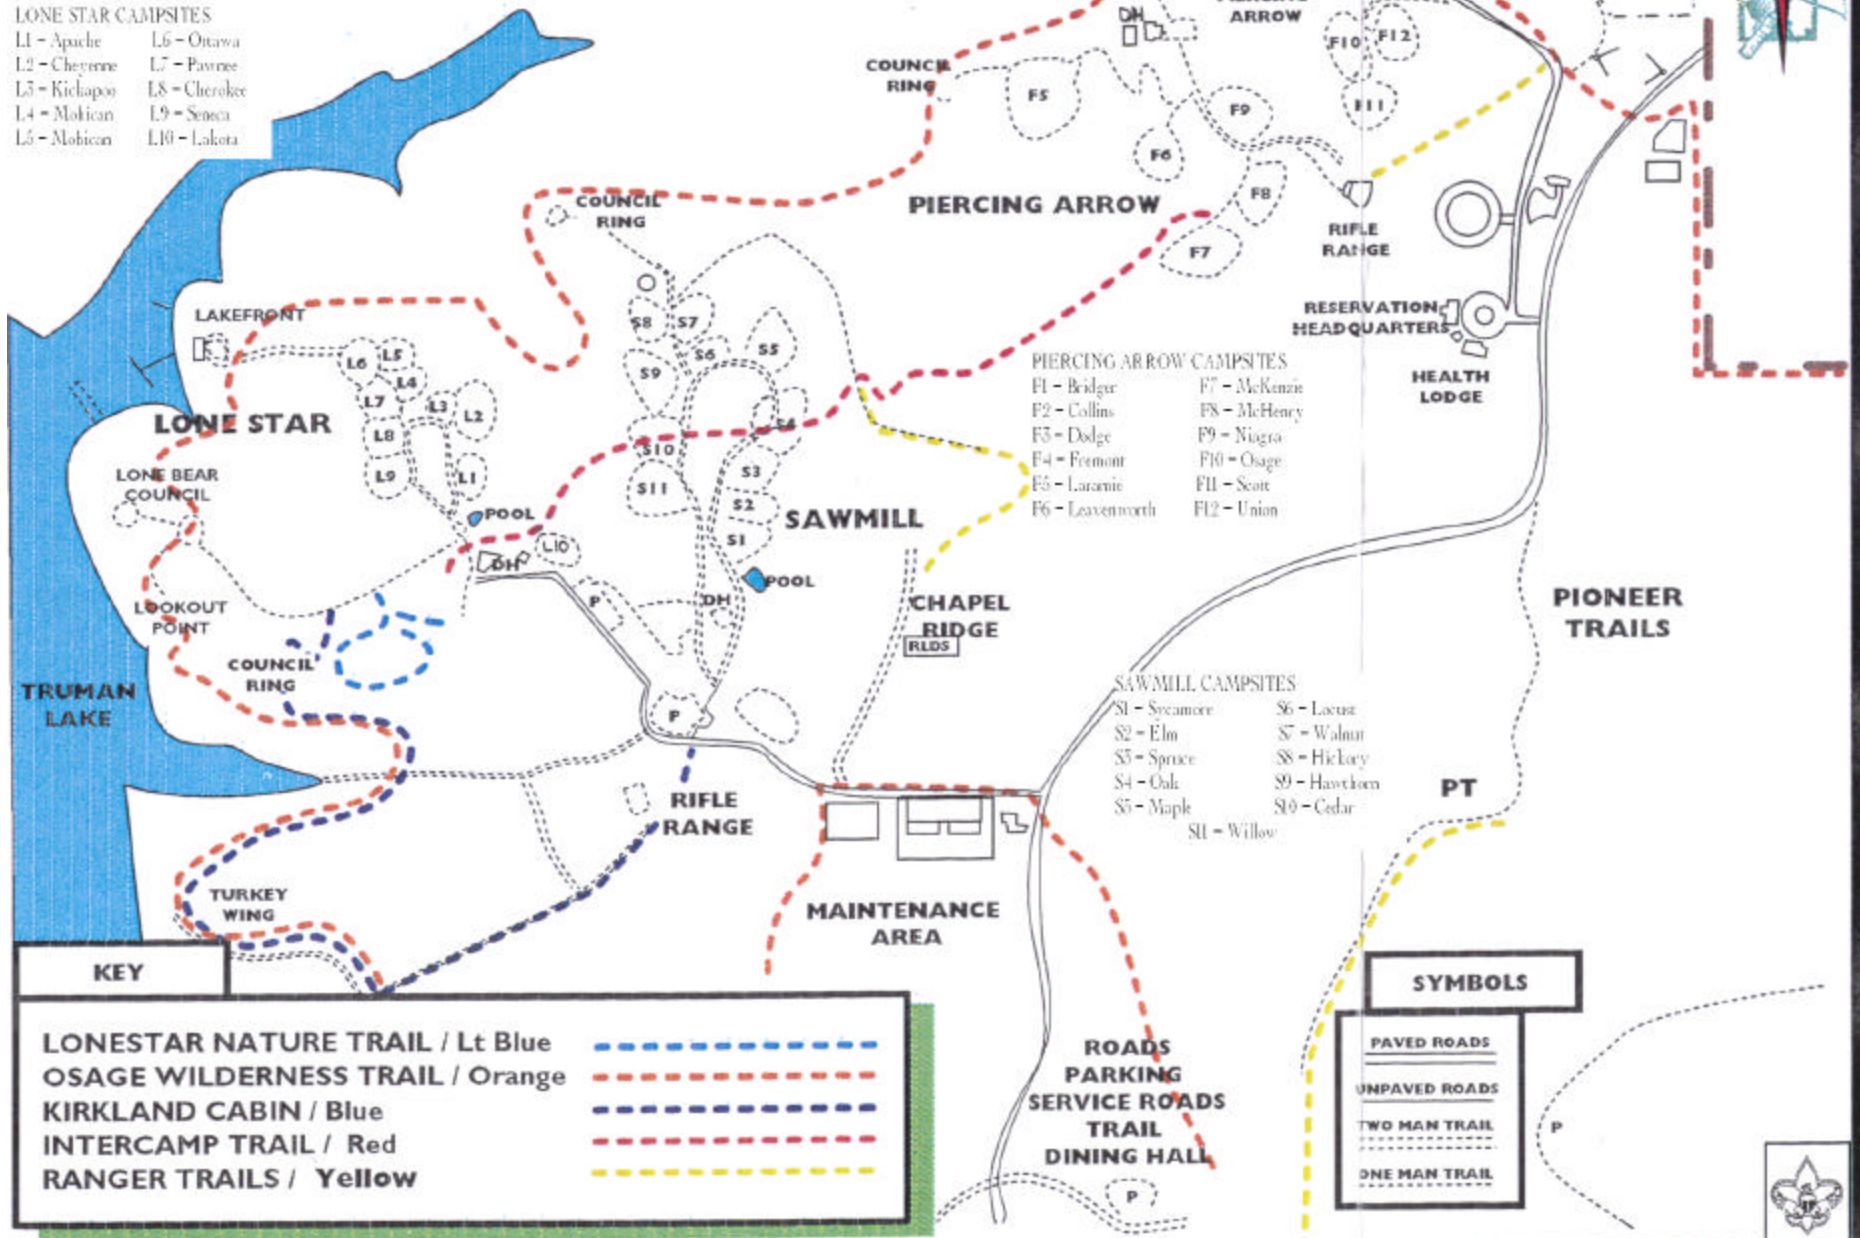 LONE STAR CAMPSITES
L1 - Apache L6 - Ottawa
L2 - Cheyenne L7 - Pawnee
L3 - Kickapoo L8 - Cherokee
L4 - Mohican L9 - Seneca
L5 - Mohican L10 - Lakota
DH
ARROW
F10
F12
COUNCIL
RING
F5
F9
F11
F6
F8
PIERCING ARROW
F7
RIFLE
RANGE
COUNCIL
RING
LAKEFRONT
RESERVATION
HEADQUARTERS
HEALTH
LODGE
S8
S7
S6
S5
S9
S4
S10
S11
S3
S2
S1
L6
L5
L4
L7
L3
L2
L8
L9
L1
LONE STAR
LONE BEAR
COUNCIL
POOL
L10
DH
SAWMILL
POOL
DH
P
PIERCING ARROW CAMPSITES
F1 - Bridger F7 - McKenzie
F2 - Collins F8 - McHenry
F3 - Dodge F9 - Niagra
F4 - Fremont F10 - Osage
F5 - Laramie F11 - Scott
F6 - Leavenworth F12 - Union
LOOKOUT
POINT
CHAPEL
RIDGE
RLDS
PIONEER
TRAILS
COUNCIL
RING
TRUMAN
LAKE
P
SAWMILL CAMPSITES
S1 - Sycamore S6 - Locust
S2 - Elm S7 - Walnut
S3 - Spruce S8 - Hickory
S4 - Oak S9 - Hawthorn
S5 - Maple S10 - Cedar
S11 - Willow
PT
RIFLE
RANGE
TURKEY
WING
MAINTENANCE
AREA
KEY
LONESTAR NATURE TRAIL / Lt Blue
OSAGE WILDERNESS TRAIL / Orange
KIRKLAND CABIN / Blue
INTERCAMP TRAIL / Red
RANGER TRAILS / Yellow
ROADS
PARKING
SERVICE ROADS
TRAIL
DINING HALL
P
SYMBOLS
PAVED ROADS
UNPAVED ROADS
TWO MAN TRAIL
ONE MAN TRAIL
P